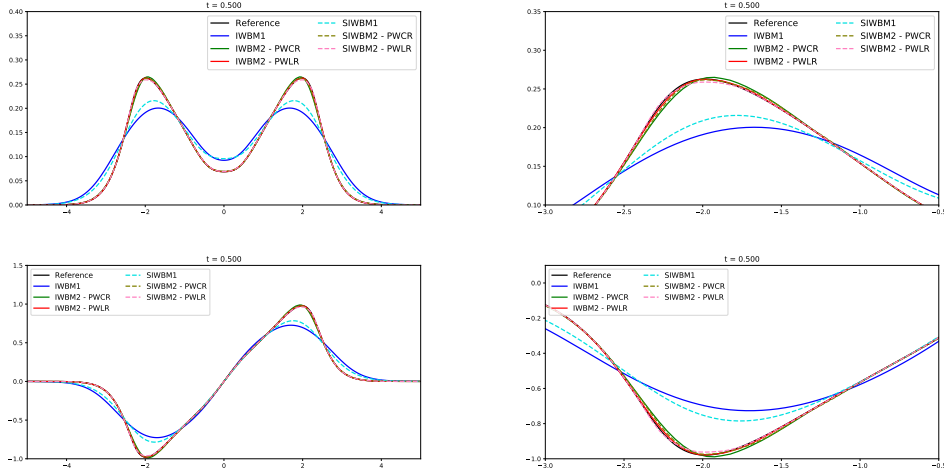 t = 0.500
0.40
0.35
0.30
0.25
0.20
0.15
0.10
0.05
0.00
−4 −2 0 2 4
Reference
IWBM1
IWBM2 - PWCR
IWBM2 - PWLR
SIWBM1
SIWBM2 - PWCR
SIWBM2 - PWLR
t = 0.500
0.35
0.30
0.25
0.20
0.15
0.10
−3.0 −2.5 −2.0 −1.5 −1.0 −0.5
Reference
IWBM1
IWBM2 - PWCR
IWBM2 - PWLR
SIWBM1
SIWBM2 - PWCR
SIWBM2 - PWLR
t = 0.500
1.5
1.0
0.5
0.0
−0.5
−1.0
−4 −2 0 2 4
Reference
IWBM1
IWBM2 - PWCR
IWBM2 - PWLR
SIWBM1
SIWBM2 - PWCR
SIWBM2 - PWLR
t = 0.500
0.0
−0.2
−0.4
−0.6
−0.8
−1.0
−3.0 −2.5 −2.0 −1.5 −1.0 −0.5
Reference
IWBM1
IWBM2 - PWCR
IWBM2 - PWLR
SIWBM1
SIWBM2 - PWCR
SIWBM2 - PWLR